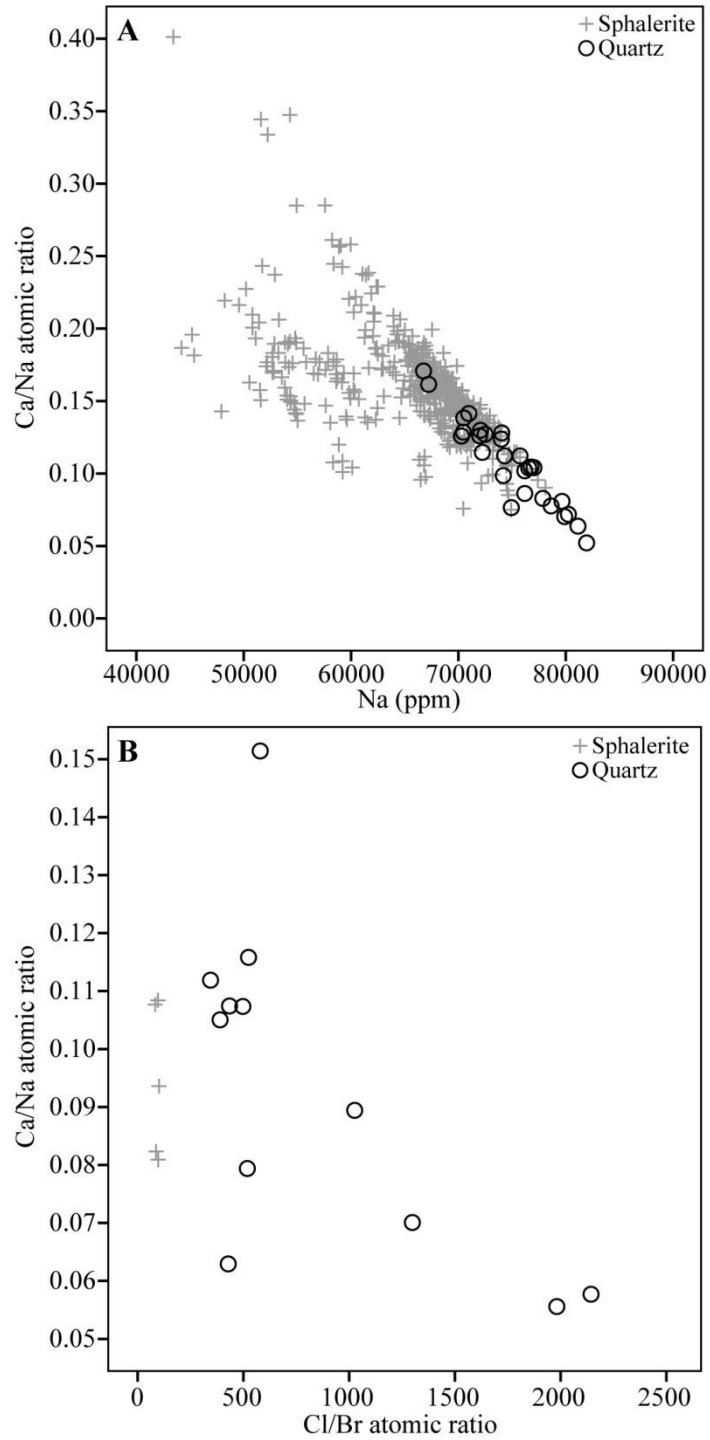 A
Sphalerite
Quartz
0.40
0.35
0.30
0.25
0.20
0.15
0.10
0.05
0.00
Ca/Na atomic ratio
40000 50000 60000 70000 80000 90000
Na (ppm)
B
Sphalerite
Quartz
0.15
0.14
0.13
0.12
0.11
0.10
0.09
0.08
0.07
0.06
0.05
Ca/Na atomic ratio
0 500 1000 1500 2000 2500
Cl/Br atomic ratio